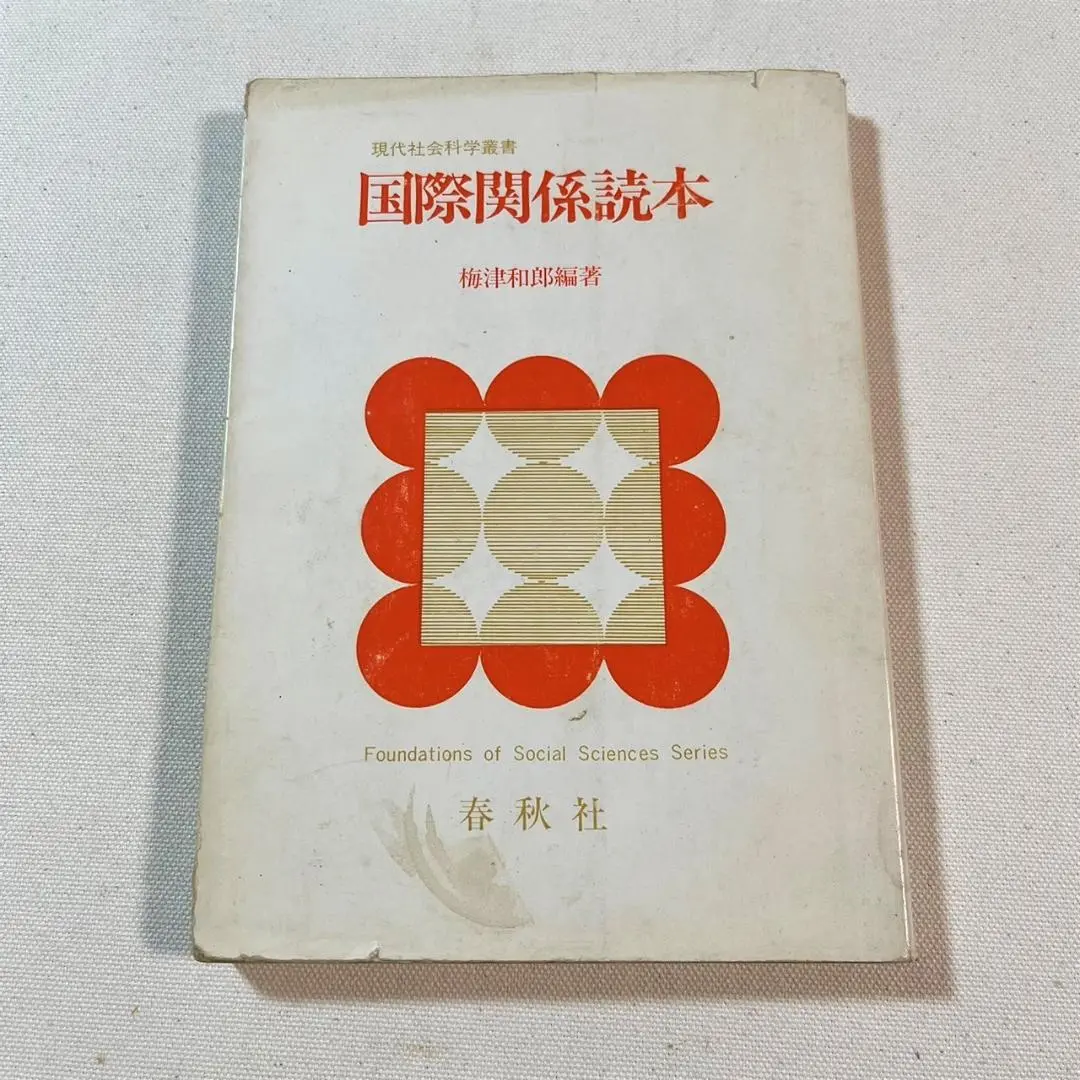 現代社会科学叢書
国際関係読本
梅津和郎編著
Foundations of Social Sciences Series
春秋社